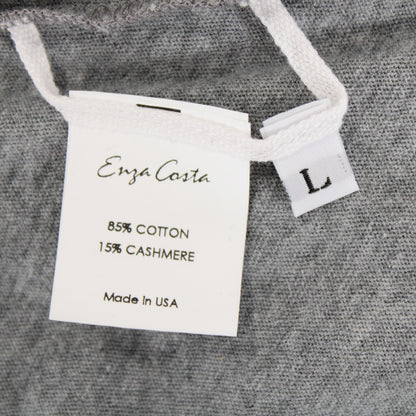 Enza Costa
85% COTTON
15% CASHMERE
Made in USA
L